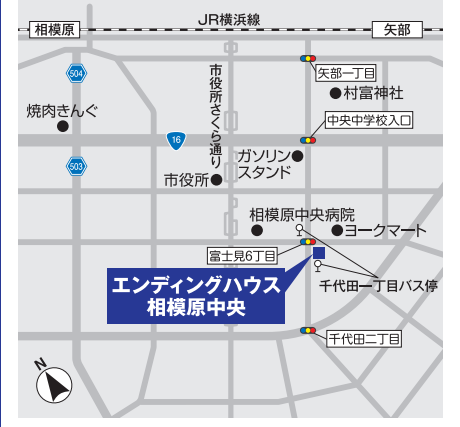 JR横浜線
相模原
矢部
504
矢部一丁目
村富神社
焼肉きんぐ
中央中学校入口
市役所さくら通り
16
ガソリン
スタンド
503
市役所
相模原中央病院
ヨークマート
富士見6丁目
エンディングハウス
相模原中央
千代田一丁目バス停
千代田二丁目
N